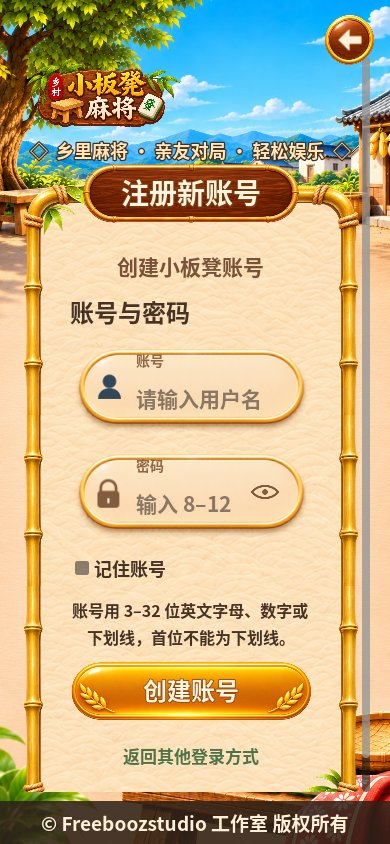 乡村
小板凳
麻将
發
乡里麻将 · 亲友对局 · 轻松娱乐
注册新账号
创建小板凳账号
账号与密码
账号
请输入用户名
密码
输入 8–12
记住账号
账号用 3–32 位英文字母、数字或
下划线，首位不能为下划线。
创建账号
返回其他登录方式
© Freeboozstudio 工作室 版权所有